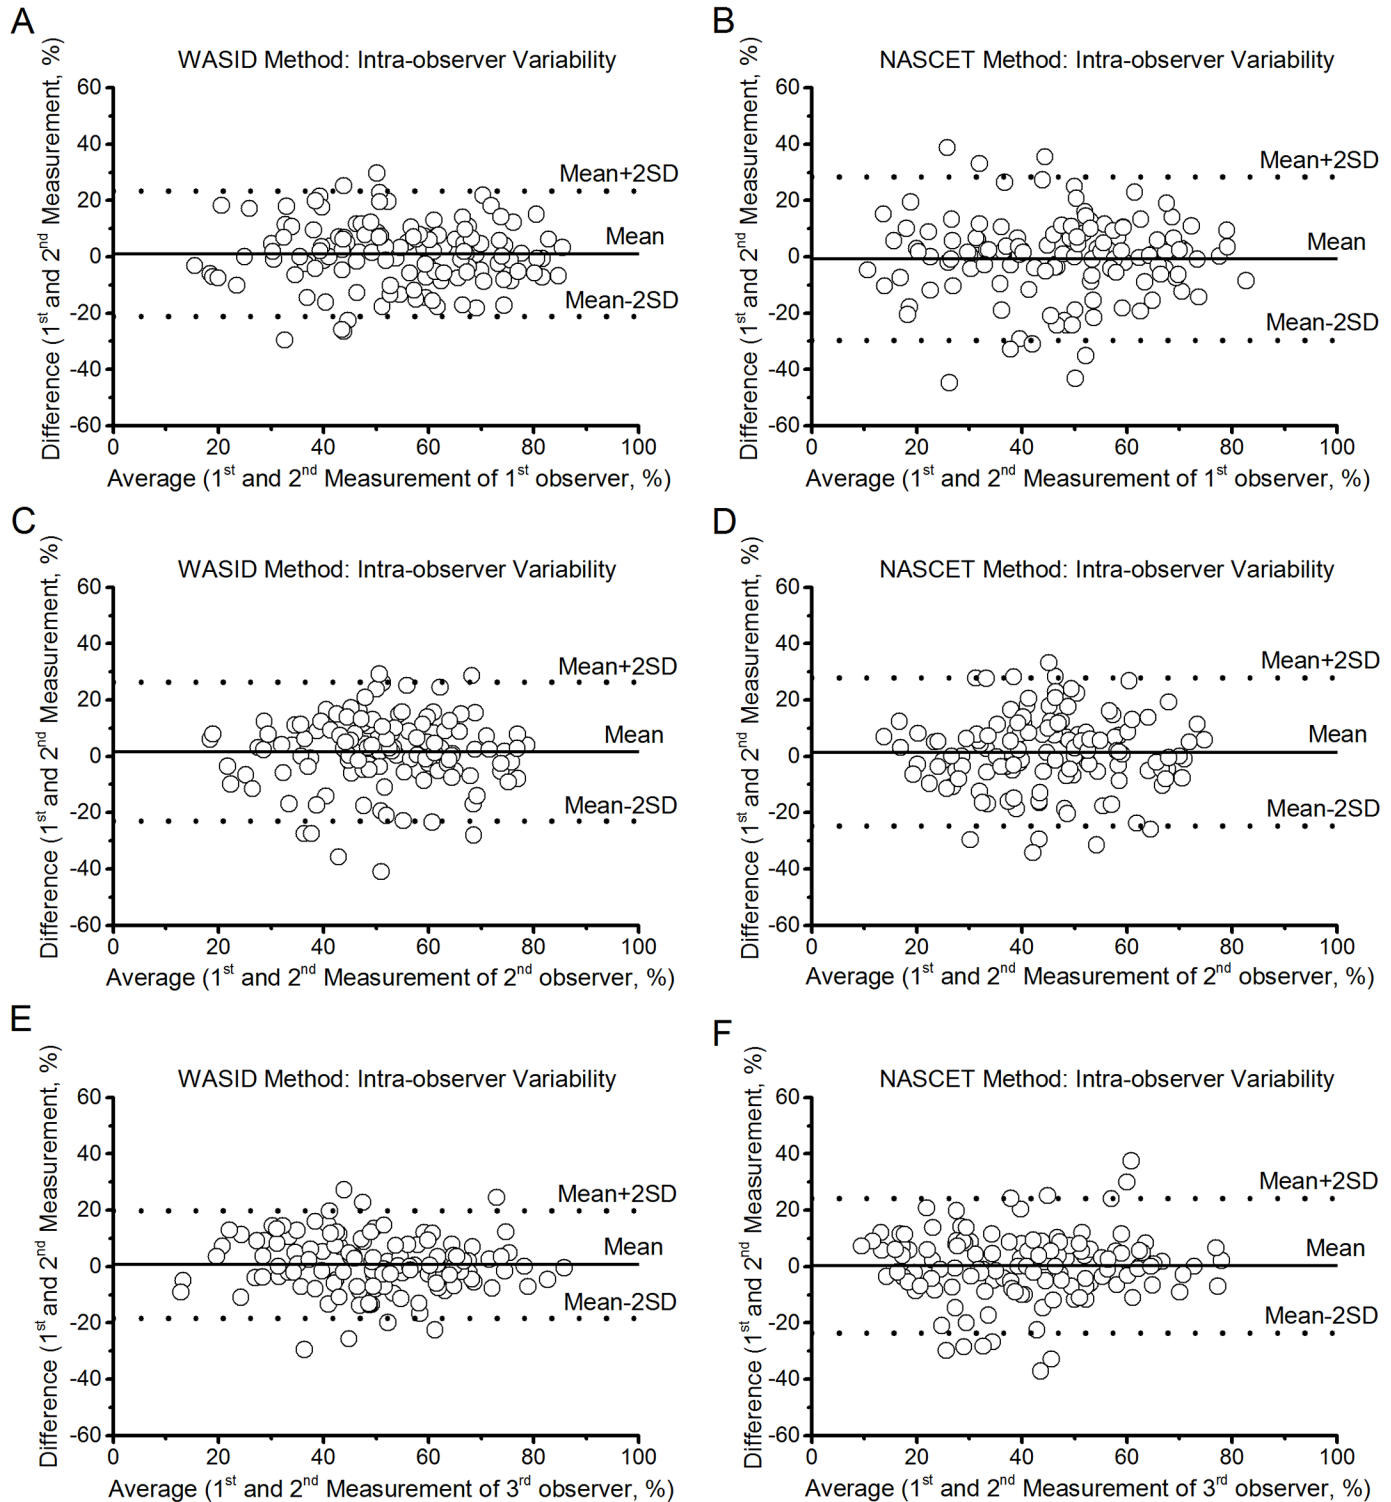 A
WASID Method: Intra-observer Variability
Difference (1st and 2nd Measurement, %)
60
40
20
0
-20
-40
-60
Mean+2SD
Mean
Mean-2SD
0 20 40 60 80 100
Average (1st and 2nd Measurement of 1st observer, %)
B
NASCET Method: Intra-observer Variability
Difference (1st and 2nd Measurement, %)
60
40
20
0
-20
-40
-60
Mean+2SD
Mean
Mean-2SD
0 20 40 60 80 100
Average (1st and 2nd Measurement of 1st observer, %)
C
WASID Method: Intra-observer Variability
Difference (1st and 2nd Measurement, %)
60
40
20
0
-20
-40
-60
Mean+2SD
Mean
Mean-2SD
0 20 40 60 80 100
Average (1st and 2nd Measurement of 2nd observer, %)
D
NASCET Method: Intra-observer Variability
Difference (1st and 2nd Measurement, %)
60
40
20
0
-20
-40
-60
Mean+2SD
Mean
Mean-2SD
0 20 40 60 80 100
Average (1st and 2nd Measurement of 2nd observer, %)
E
WASID Method: Intra-observer Variability
Difference (1st and 2nd Measurement, %)
60
40
20
0
-20
-40
-60
Mean+2SD
Mean
Mean-2SD
0 20 40 60 80 100
Average (1st and 2nd Measurement of 3rd observer, %)
F
NASCET Method: Intra-observer Variability
Difference (1st and 2nd Measurement, %)
60
40
20
0
-20
-40
-60
Mean+2SD
Mean
Mean-2SD
0 20 40 60 80 100
Average (1st and 2nd Measurement of 3rd observer, %)